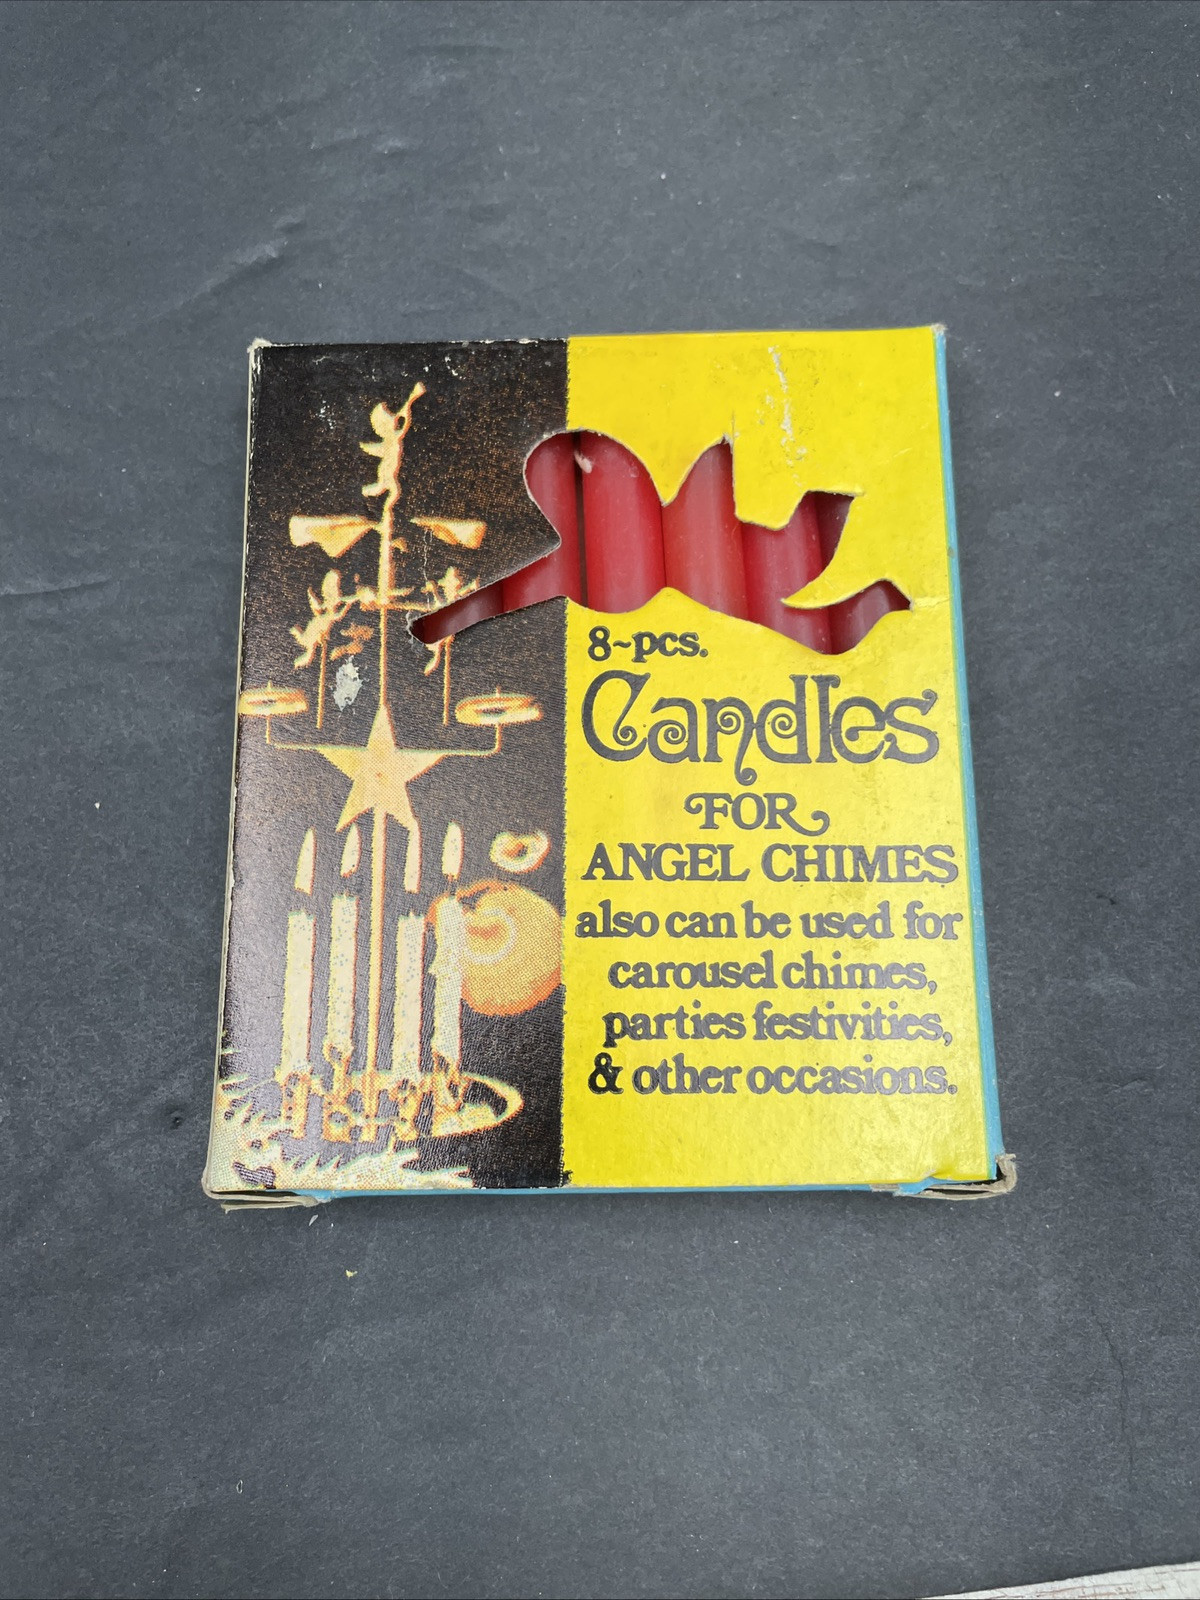 8~pcs.
Candles
FOR
ANGEL CHIMES
also can be used for
carousel chimes,
parties festivities,
& other occasions.